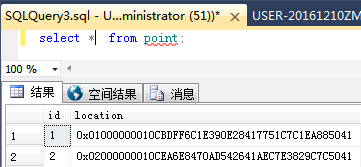 SQLQuery3.sql - U...ministrator (51))*
USER-20161210ZM
select * from point;
100 %
结果
空间结果
消息
id location
1 1 0x01000000010CBDFF6C1E390E28417751C7C1EA885041
2 2 0x02000000010CEA6E8470AD542641AEC7E3829C7C5041